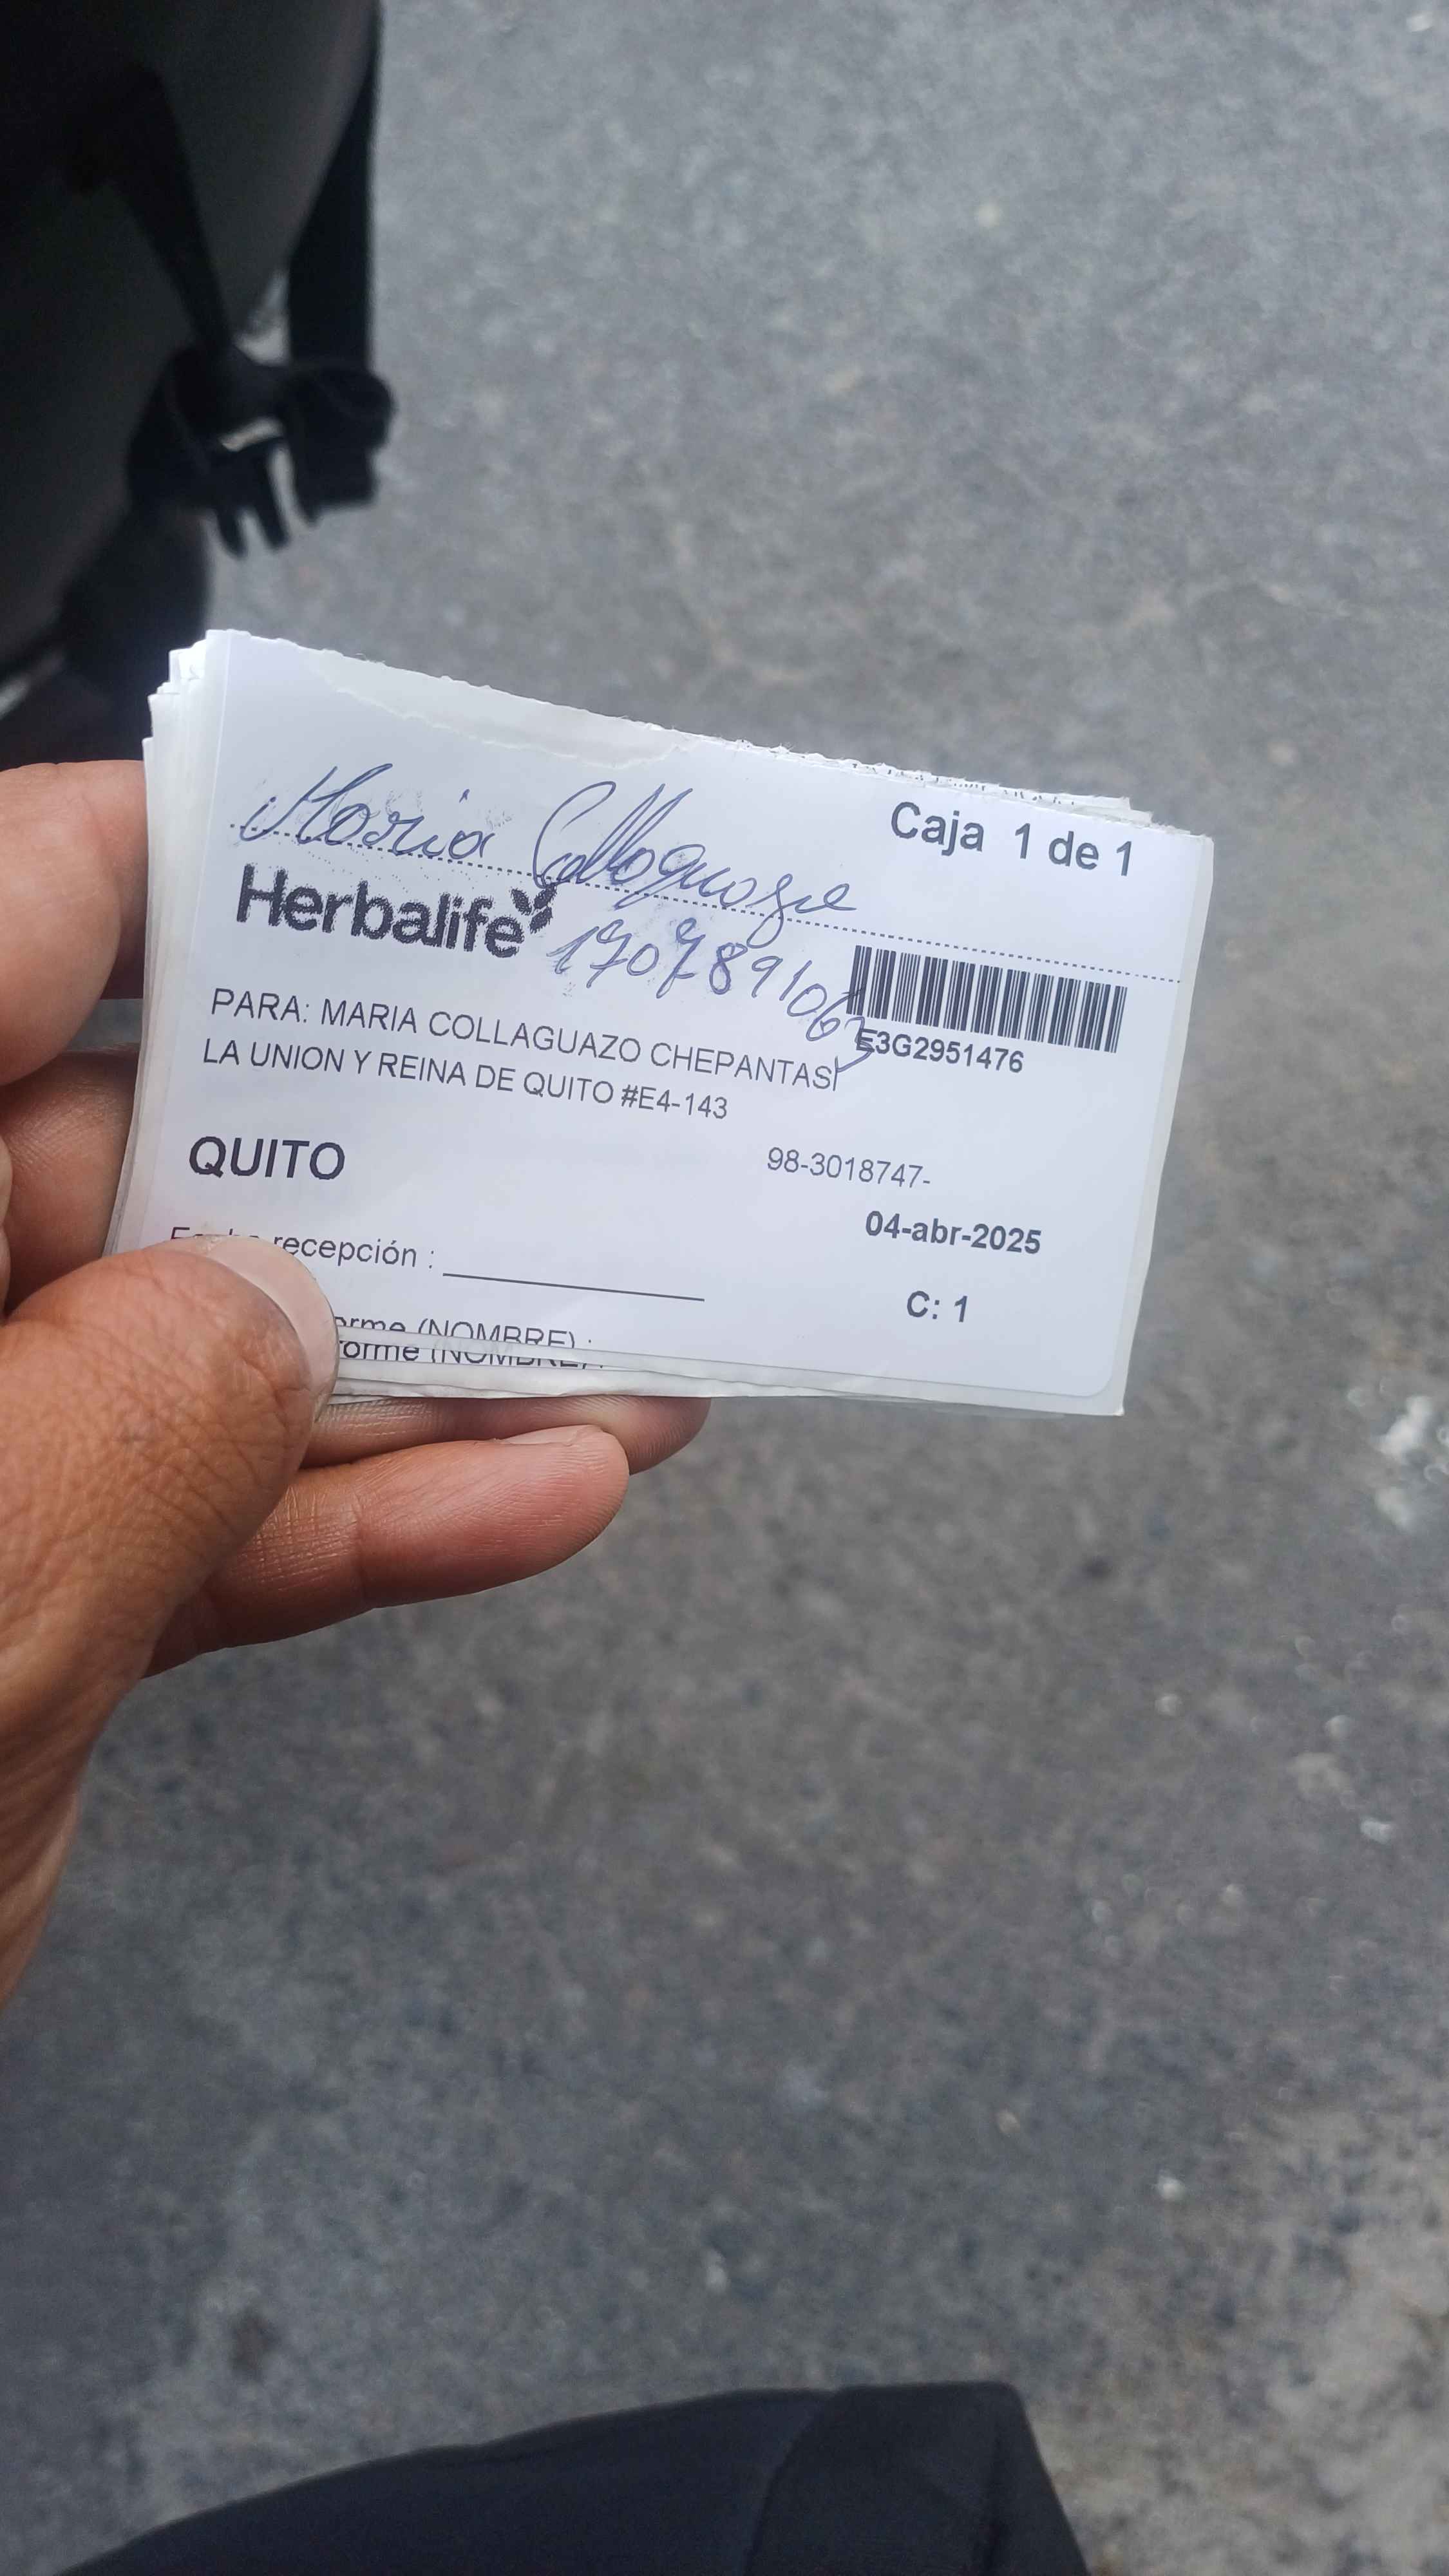 Caja 1 de 1
Maria Collaguazo
Herbalife
1707891063
E3G2951476
PARA: MARIA COLLAGUAZO CHEPANTASI
LA UNION Y REINA DE QUITO #E4-143
QUITO
98-3018747-
04-abr-2025
recepción :
C: 1
(NOMBRE) :